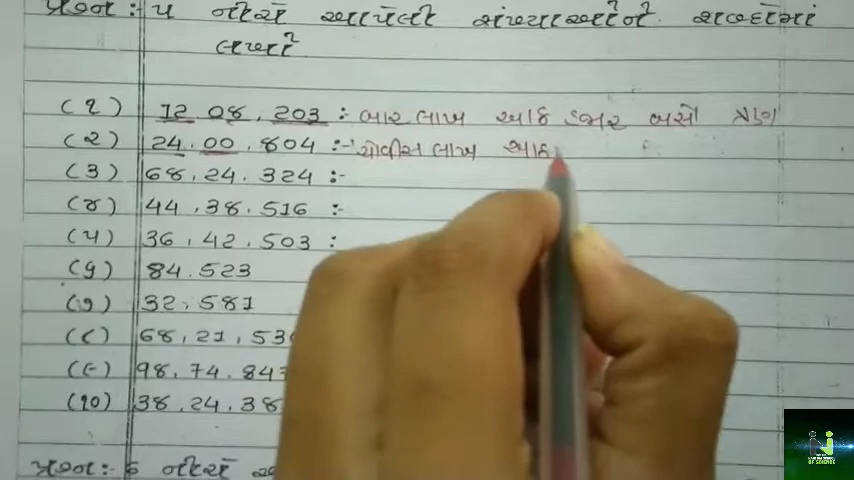 પ્રશ્ન : ૫ નીચે આપેલી સંખ્યાઓને શબ્દોમાં
લખો
(૧) 12,08,203 : બાર લાખ આઠ હજાર બસો ત્રણ
(૨) 24,00,804 :- ચોવીસ લાખ આઠ
(૩) 68,24,324 :-
(૪) 44,38,516 :-
(૫) 36,42,503 :
(૬) 84,523
(૭) 32,581
(૮) 68,21,53
(૯) 98,74,847
(૧૦) 38,24,38
પ્રશ્ન :- 6 નીચે